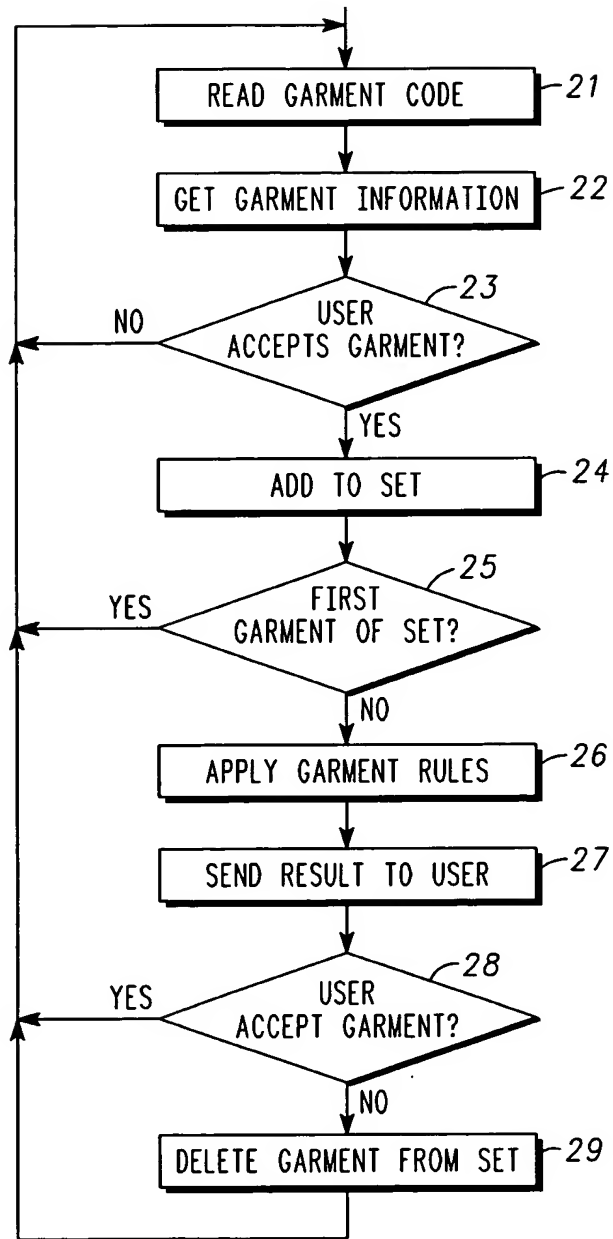 READ GARMENT CODE
21
GET GARMENT INFORMATION
22
USER
ACCEPTS GARMENT?
23
NO
YES
ADD TO SET
24
FIRST
GARMENT OF SET?
25
YES
NO
APPLY GARMENT RULES
26
SEND RESULT TO USER
27
USER
ACCEPT GARMENT?
28
YES
NO
DELETE GARMENT FROM SET
29